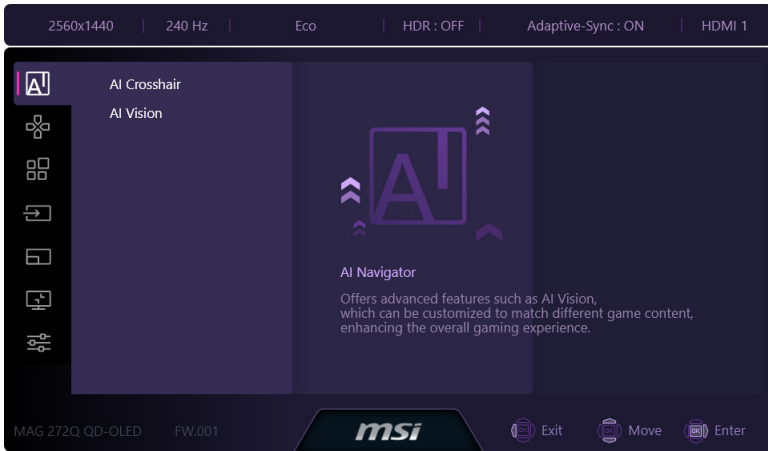 2560x1440 240 Hz Eco HDR : OFF Adaptive-Sync : ON HDMI 1
AI Crosshair
AI Vision
AI Navigator
Offers advanced features such as AI Vision,
which can be customized to match different game content,
enhancing the overall gaming experience.
MAG 272Q QD-OLED FW.001 msi Exit Move Enter